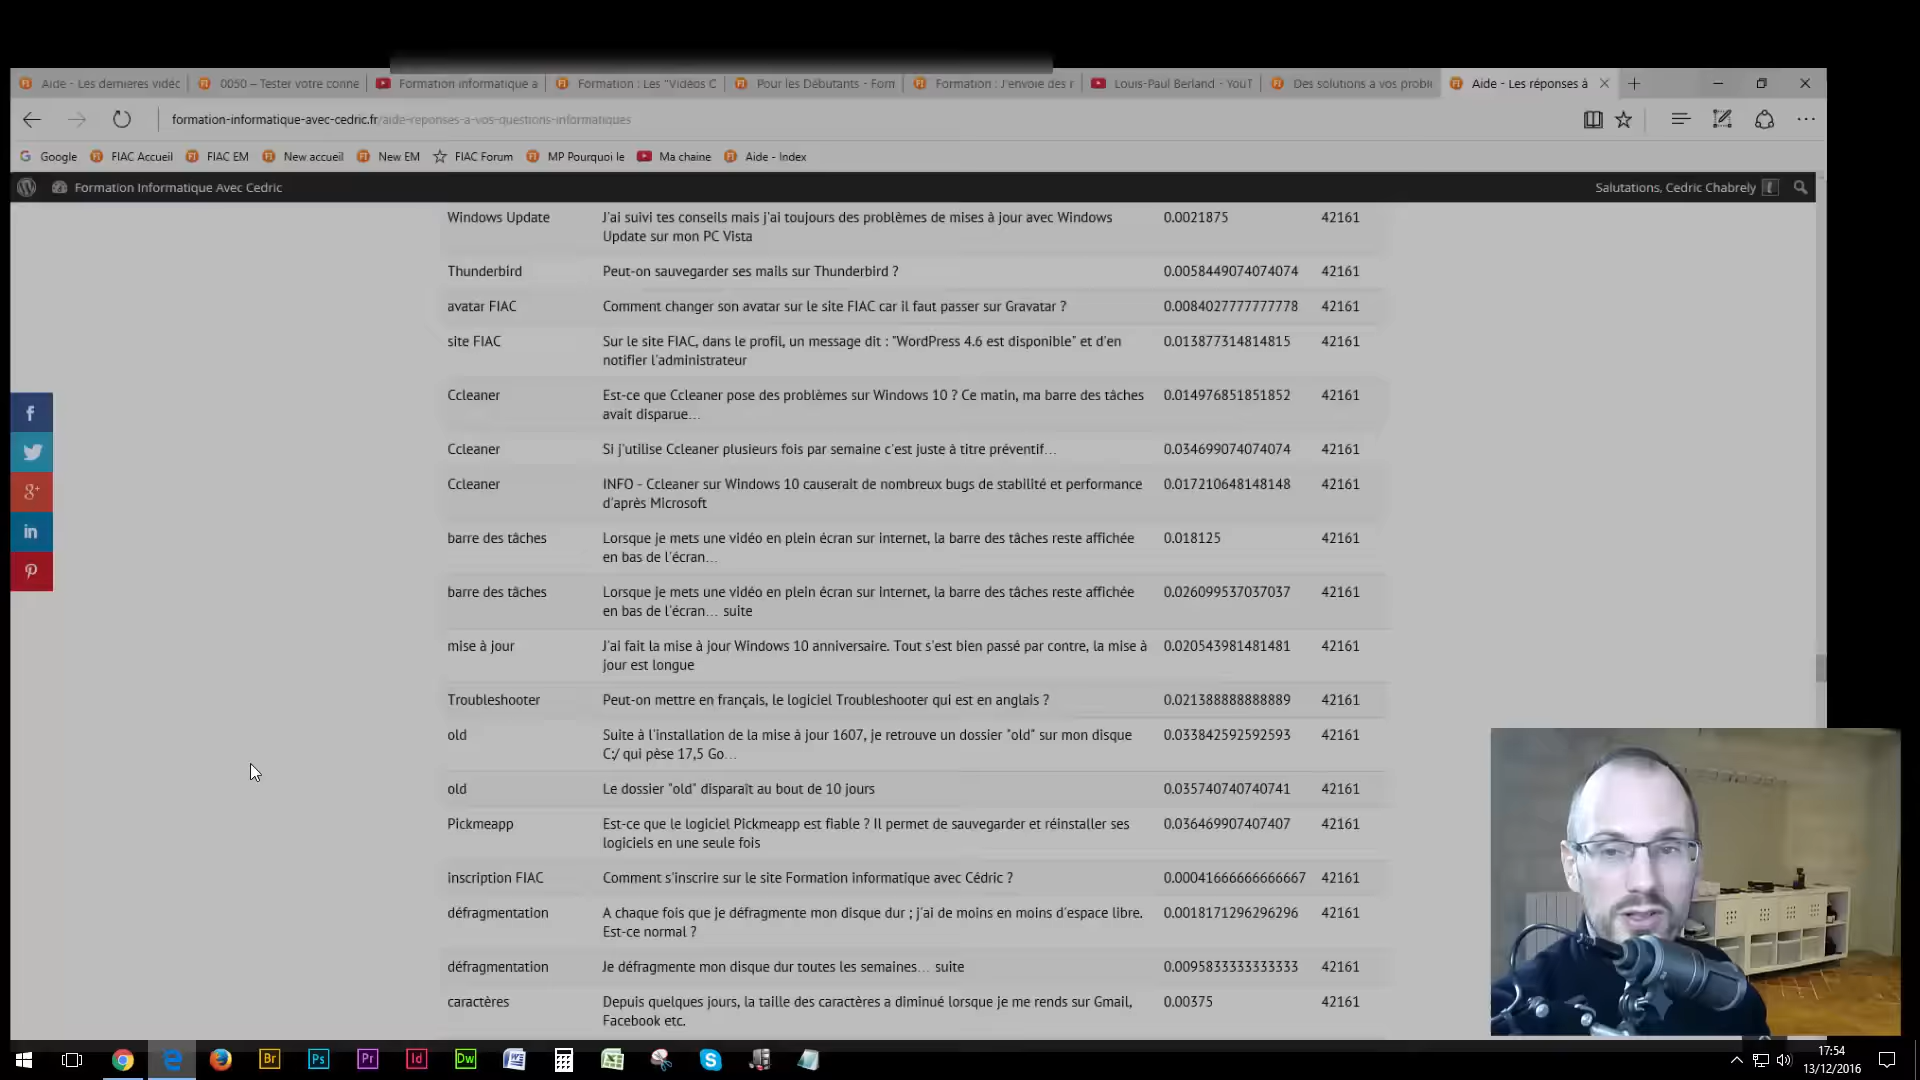 Aide - Les dernieres vidéc
0050 – Tester votre conne
Formation informatique a
Formation : Les "Vidéos C
Pour les Débutants - Forn
Formation : J'envoie des r
Louis-Paul Berland - YouT
Des solutions a vos problè
Aide - Les réponses à
formation-informatique-avec-cedric.fr/aide-reponses-a-vos-questions-informatiques
Google
FIAC Accueil
FIAC EM
New accueil
New EM
FIAC Forum
MP Pourquoi le
Ma chaine
Aide - Index
Formation Informatique Avec Cedric
Salutations, Cedric Chabrely
Windows Update
J'ai suivi tes conseils mais j'ai toujours des problèmes de mises à jour avec Windows
Update sur mon PC Vista
0.0021875
42161
Thunderbird
Peut-on sauvegarder ses mails sur Thunderbird ?
0.0058449074074074
42161
avatar FIAC
Comment changer son avatar sur le site FIAC car il faut passer sur Gravatar ?
0.0084027777777778
42161
site FIAC
Sur le site FIAC, dans le profil, un message dit : "WordPress 4.6 est disponible" et d'en
notifier l'administrateur
0.013877314814815
42161
Ccleaner
Est-ce que Ccleaner pose des problèmes sur Windows 10 ? Ce matin, ma barre des tâches
avait disparue...
0.014976851851852
42161
Ccleaner
Si j'utilise Ccleaner plusieurs fois par semaine c'est juste à titre préventif...
0.034699074074074
42161
Ccleaner
INFO - Ccleaner sur Windows 10 causerait de nombreux bugs de stabilité et performance
d'après Microsoft
0.017210648148148
42161
barre des tâches
Lorsque je mets une vidéo en plein écran sur internet, la barre des tâches reste affichée
en bas de l'écran...
0.018125
42161
barre des tâches
Lorsque je mets une vidéo en plein écran sur internet, la barre des tâches reste affichée
en bas de l'écran... suite
0.026099537037037
42161
mise à jour
J'ai fait la mise à jour Windows 10 anniversaire. Tout s'est bien passé par contre, la mise à
jour est longue
0.020543981481481
42161
Troubleshooter
Peut-on mettre en français, le logiciel Troubleshooter qui est en anglais ?
0.021388888888889
42161
old
Suite à l'installation de la mise à jour 1607, je retrouve un dossier "old" sur mon disque
C:/ qui pèse 17,5 Go...
0.033842592592593
42161
old
Le dossier "old" disparaît au bout de 10 jours
0.035740740740741
42161
Pickmeapp
Est-ce que le logiciel Pickmeapp est fiable ? Il permet de sauvegarder et réinstaller ses
logiciels en une seule fois
0.036469907407407
42161
inscription FIAC
Comment s'inscrire sur le site Formation informatique avec Cédric ?
0.00041666666666667
42161
défragmentation
A chaque fois que je défragmente mon disque dur ; j'ai de moins en moins d'espace libre.
Est-ce normal ?
0.0018171296296296
42161
défragmentation
Je défragmente mon disque dur toutes les semaines... suite
0.0095833333333333
42161
caractères
Depuis quelques jours, la taille des caractères a diminué lorsque je me rends sur Gmail,
Facebook etc.
0.00375
42161
Br
Ps
Pr
Id
Dw
17:54
13/12/2016